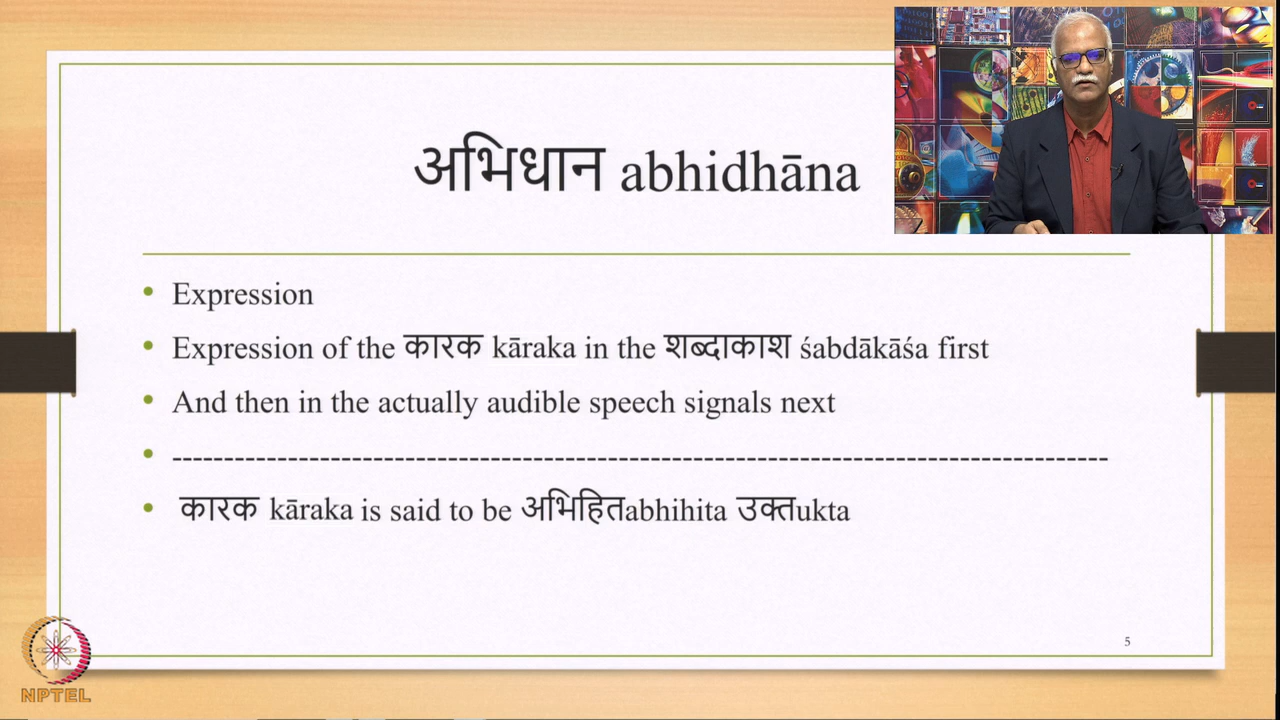 अभिधान abhidhāna
Expression
Expression of the कारक kāraka in the शब्दाकाश śabdākāśa first
And then in the actually audible speech signals next
------------------------------------------------------------------------------------------
कारक kāraka is said to be अभिहितabhihita उक्तukta
5
NPTEL